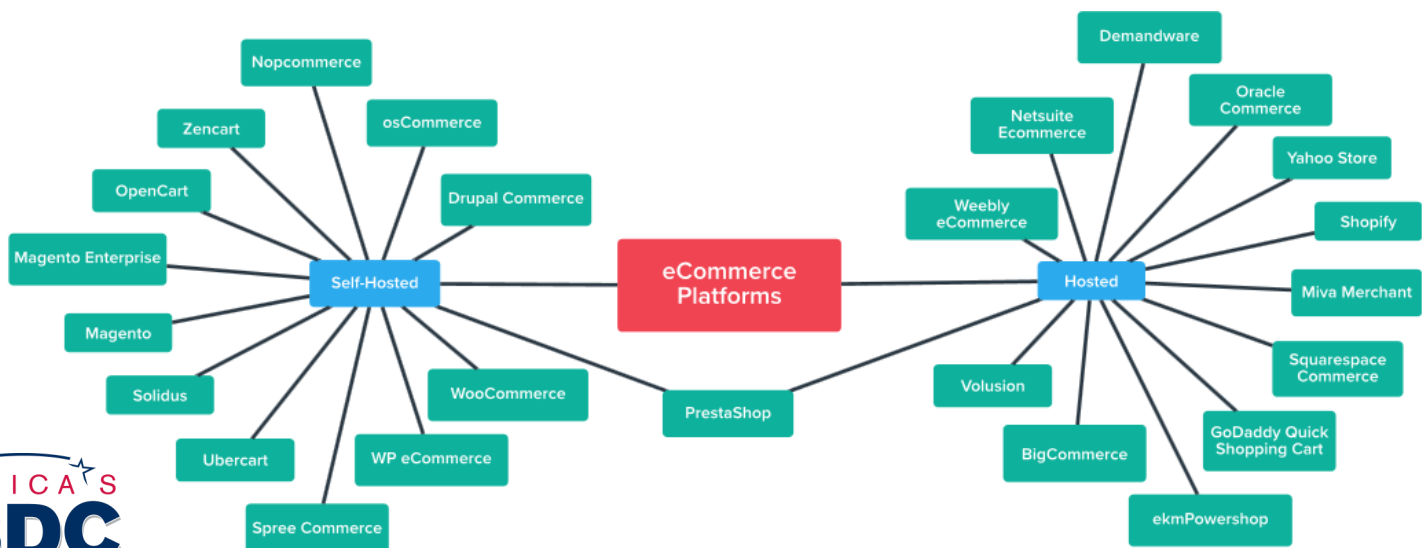 Demandware
Nopcommerce
Oracle
Commerce
Netsuite
Ecommerce
osCommerce
Zencart
Yahoo Store
OpenCart
Drupal Commerce
Weebly
eCommerce
Shopify
Magento Enterprise
eCommerce
Platforms
Self-Hosted
Hosted
Miva Merchant
Magento
Squarespace
Commerce
Solidus
WooCommerce
Volusion
PrestaShop
GoDaddy Quick
Shopping Cart
Ubercart
WP eCommerce
BigCommerce
ICA'S
DC
Spree Commerce
ekmPowershop